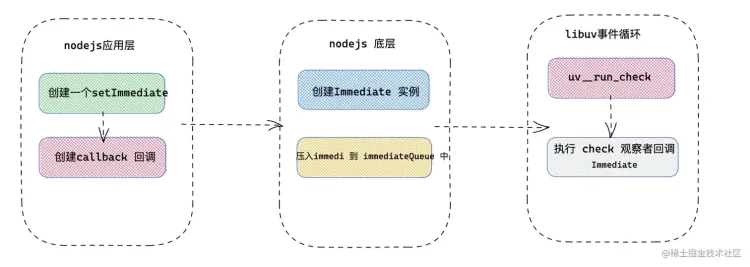 nodejs应用层
创建一个setImmediate
创建callback 回调
nodejs 底层
创建Immediate 实例
压入immedi 到 immediateQueue 中
libuv事件循环
uv__run_check
执行 check 观察者回调
Immediate
@稀土掘金技术社区